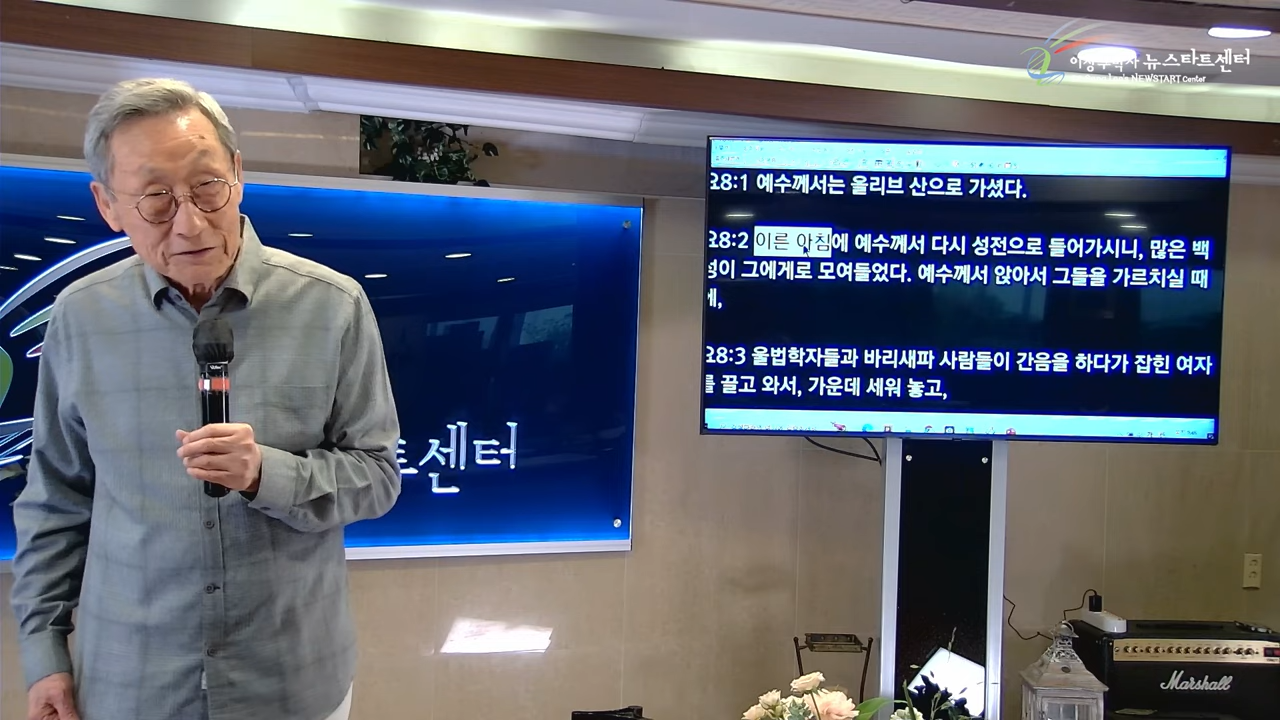 이상구박사 뉴스타트센터
NEWSTART Center
요8:1 예수께서는 올리브 산으로 가셨다.
요8:2 이른 아침에 예수께서 다시 성전으로 들어가시니, 많은 백
성이 그에게로 모여들었다. 예수께서 앉아서 그들을 가르치실 때
에,
요8:3 율법학자들과 바리새파 사람들이 간음을 하다가 잡힌 여자
를 끌고 와서, 가운데 세워 놓고,
트센터
Marshall